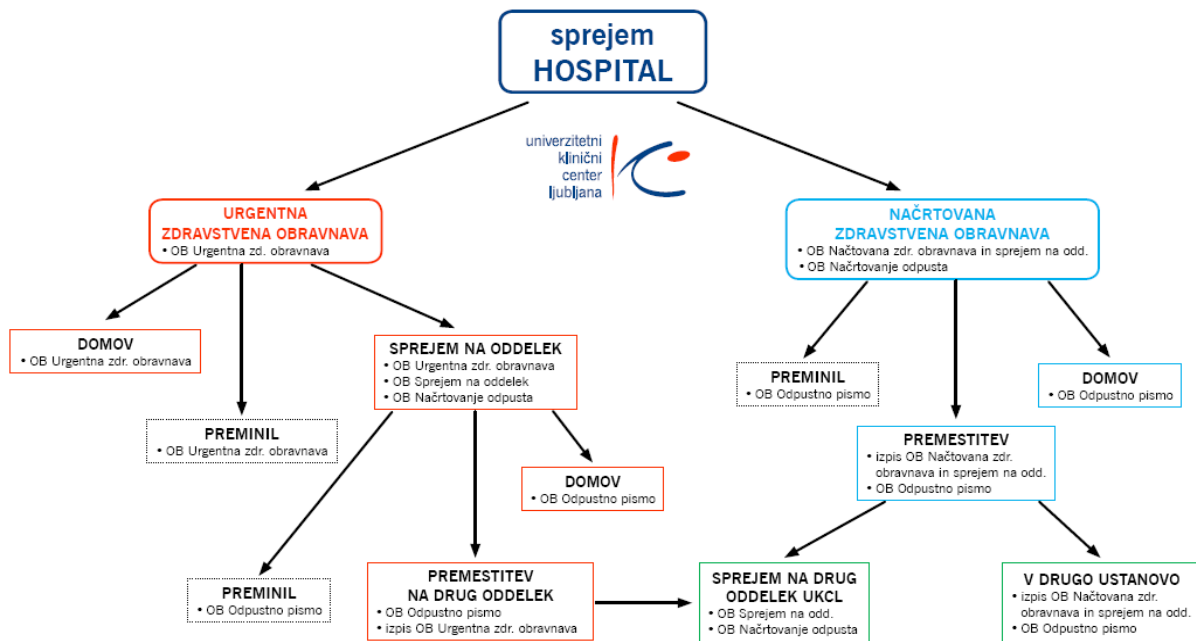 sprejem
HOSPITAL
univerzitetni
klinični
center
ljubljana
URGENTNA
ZDRAVSTVENA OBRAVNAVA
• OB Urgentna zd. obravnava
NAČRTOVANA
ZDRAVSTVENA OBRAVNAVA
• OB Načtovana zdr. obravnava in sprejem na odd.
• OB Načrtovanje odpusta
DOMOV
• OB Urgentna zdr. obravnava
SPREJEM NA ODDELEK
• OB Urgentna zdr. obravnava
• OB Sprejem na oddelek
• OB Načrtovanje odpusta
PREMINIL
• OB Odpustno pismo
DOMOV
• OB Odpustno pismo
PREMINIL
• OB Urgentna zdr. obravnava
DOMOV
• OB Odpustno pismo
PREMESTITEV
• izpis OB Načtovana zdr.
obravnava in sprejem na odd.
• OB Odpustno pismo
PREMINIL
• OB Odpustno pismo
PREMESTITEV
NA DRUG ODDELEK
• OB Odpustno pismo
• izpis OB Urgentna zdr. obravnava
SPREJEM NA DRUG
ODDELEK UKCL
• OB Sprejem na odd.
• OB Načrtovanje odpusta
V DRUGO USTANOVO
• izpis OB Načtovana zdr.
obravnava in sprejem na odd.
• OB Odpustno pismo